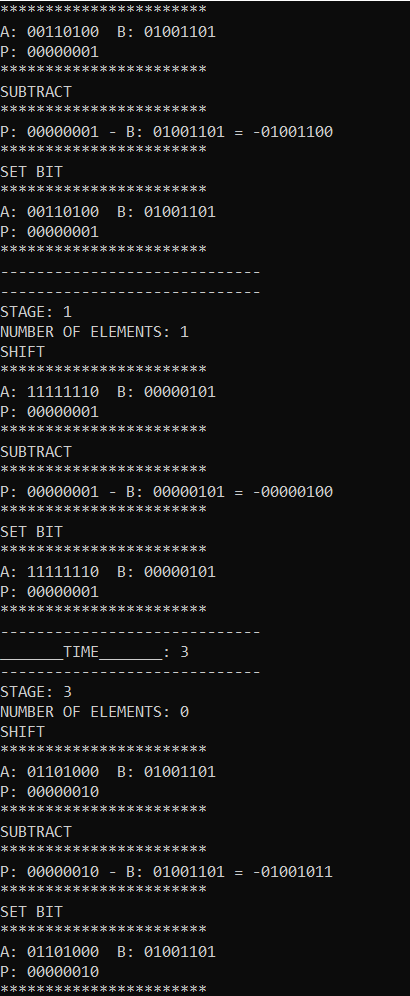 ***********************
A: 00110100  B: 01001101
P: 00000001
***********************
SUBTRACT
***********************
P: 00000001 - B: 01001101 = -01001100
***********************
SET BIT
***********************
A: 00110100  B: 01001101
P: 00000001
***********************
-----------------------------
-----------------------------
STAGE: 1
NUMBER OF ELEMENTS: 1
SHIFT
***********************
A: 11111110  B: 00000101
P: 00000001
***********************
SUBTRACT
***********************
P: 00000001 - B: 00000101 = -00000100
***********************
SET BIT
***********************
A: 11111110  B: 00000101
P: 00000001
***********************
-----------------------------
_______TIME_______: 3
-----------------------------
STAGE: 3
NUMBER OF ELEMENTS: 0
SHIFT
***********************
A: 01101000  B: 01001101
P: 00000010
***********************
SUBTRACT
***********************
P: 00000010 - B: 01001101 = -01001011
***********************
SET BIT
***********************
A: 01101000  B: 01001101
P: 00000010
***********************